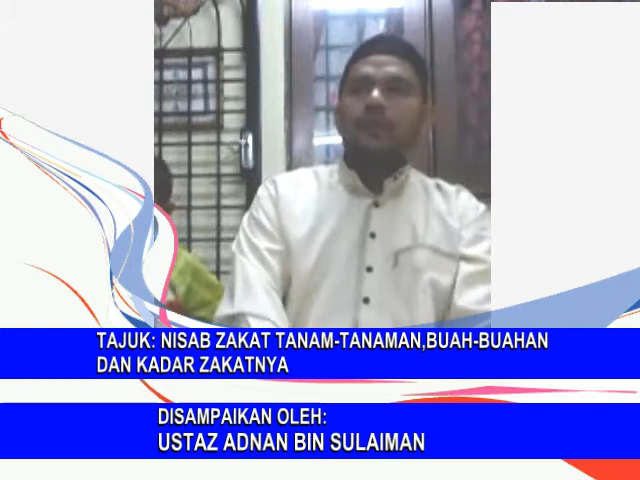 TAJUK: NISAB ZAKAT TANAM-TANAMAN,BUAH-BUAHAN
DAN KADAR ZAKATNYA
DISAMPAIKAN OLEH:
USTAZ ADNAN BIN SULAIMAN